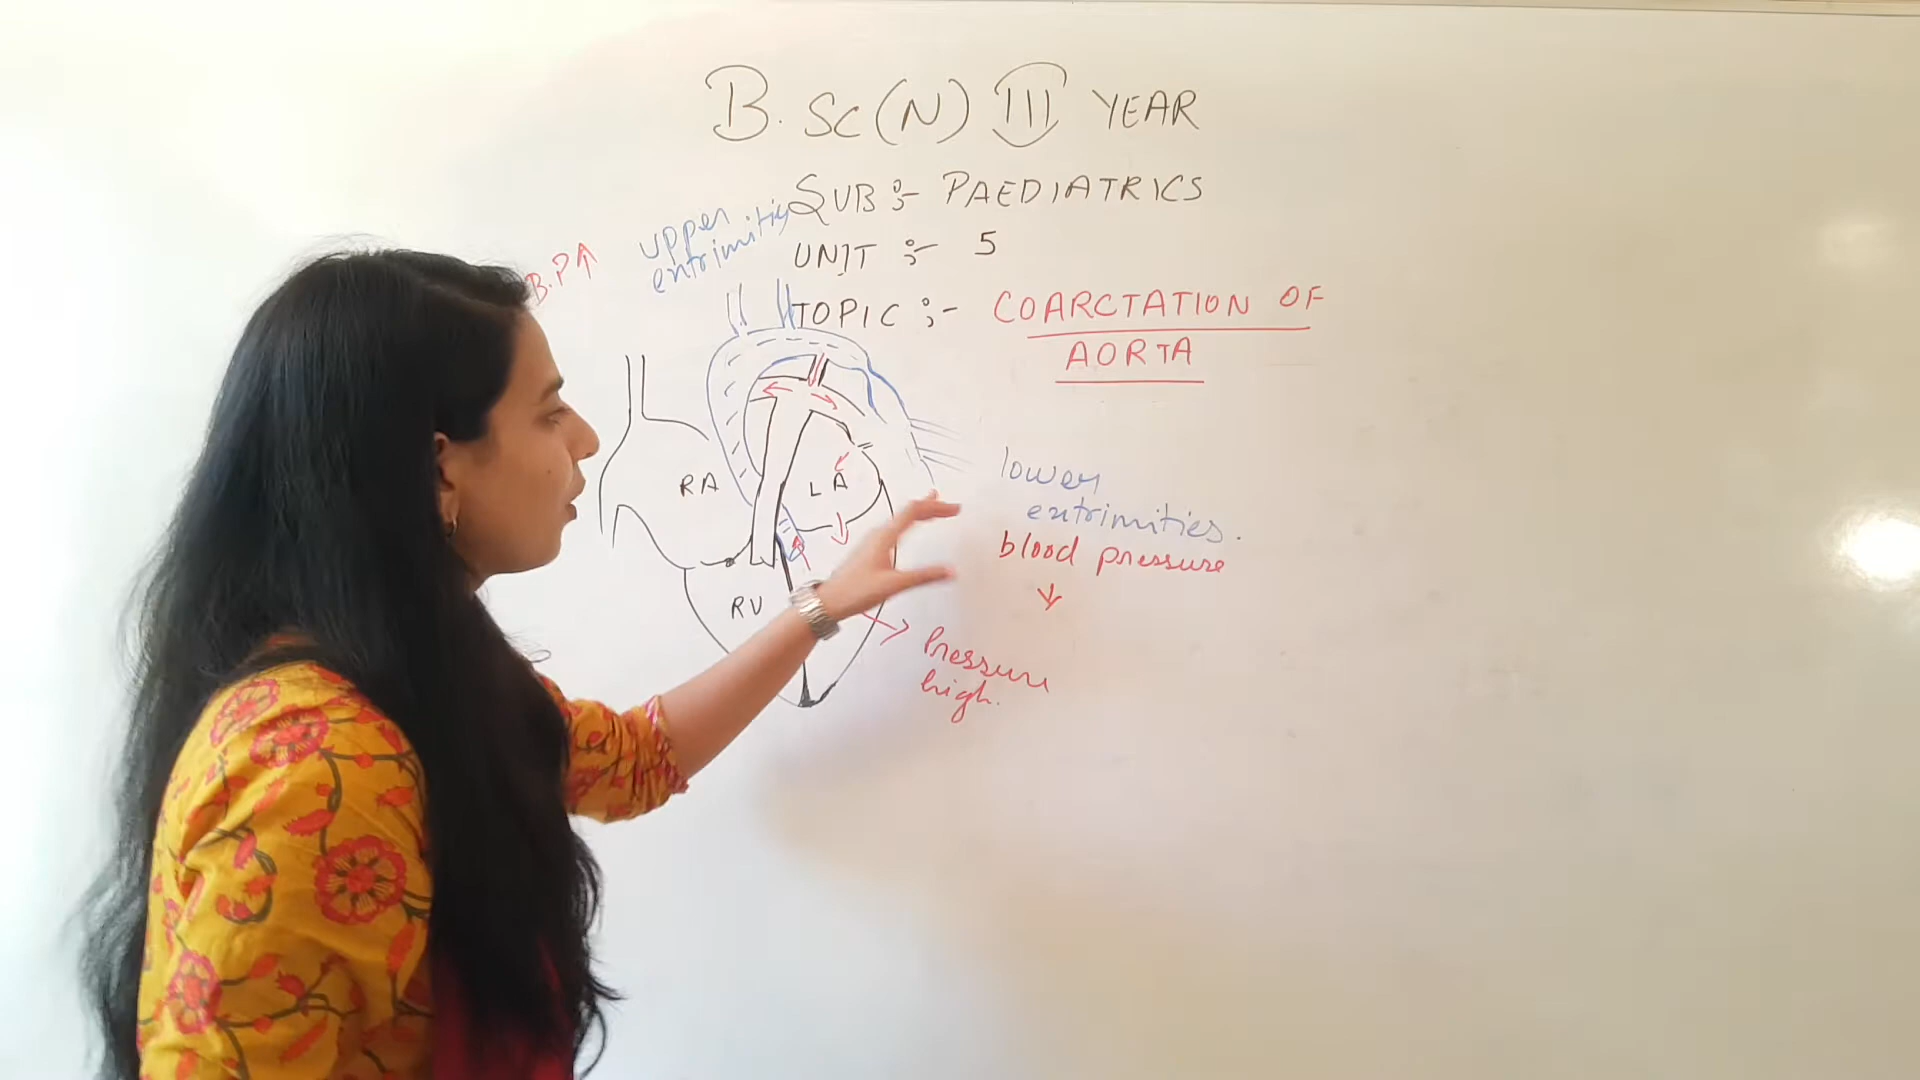 B.Sc(N) III YEAR
SUB :- PAEDIATRICS
UNIT :- 5
TOPIC :- COARCTATION OF
AORTA
B.P↑
upper
extrimities
RA
LA
RV
lower
extrimities.
blood pressure
↓
Pressure
high.